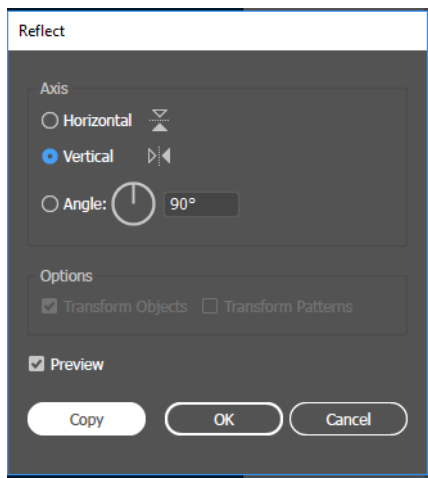 Reflect
Axis
Horizontal
Vertical
Angle: 90°
Options
Transform Objects Transform Patterns
Preview
Copy OK Cancel